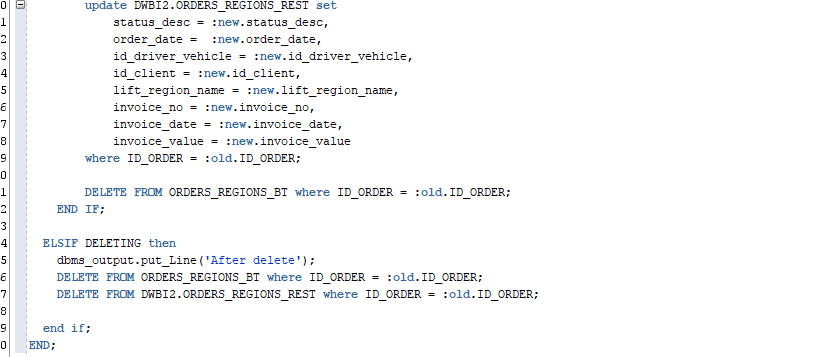 0 update DWBI2.ORDERS_REGIONS_REST set
1 status_desc = :new.status_desc,
2 order_date =  :new.order_date,
3 id_driver_vehicle = :new.id_driver_vehicle,
4 id_client = :new.id_client,
5 lift_region_name = :new.lift_region_name,
6 invoice_no = :new.invoice_no,
7 invoice_date = :new.invoice_date,
8 invoice_value = :new.invoice_value
9 where ID_ORDER = :old.ID_ORDER;
0
1 DELETE FROM ORDERS_REGIONS_BT where ID_ORDER = :old.ID_ORDER;
2 END IF;
3
4 ELSIF DELETING then
5 dbms_output.put_Line('After delete');
6 DELETE FROM ORDERS_REGIONS_BT where ID_ORDER = :old.ID_ORDER;
7 DELETE FROM DWBI2.ORDERS_REGIONS_REST where ID_ORDER = :old.ID_ORDER;
8
9 end if;
0 END;